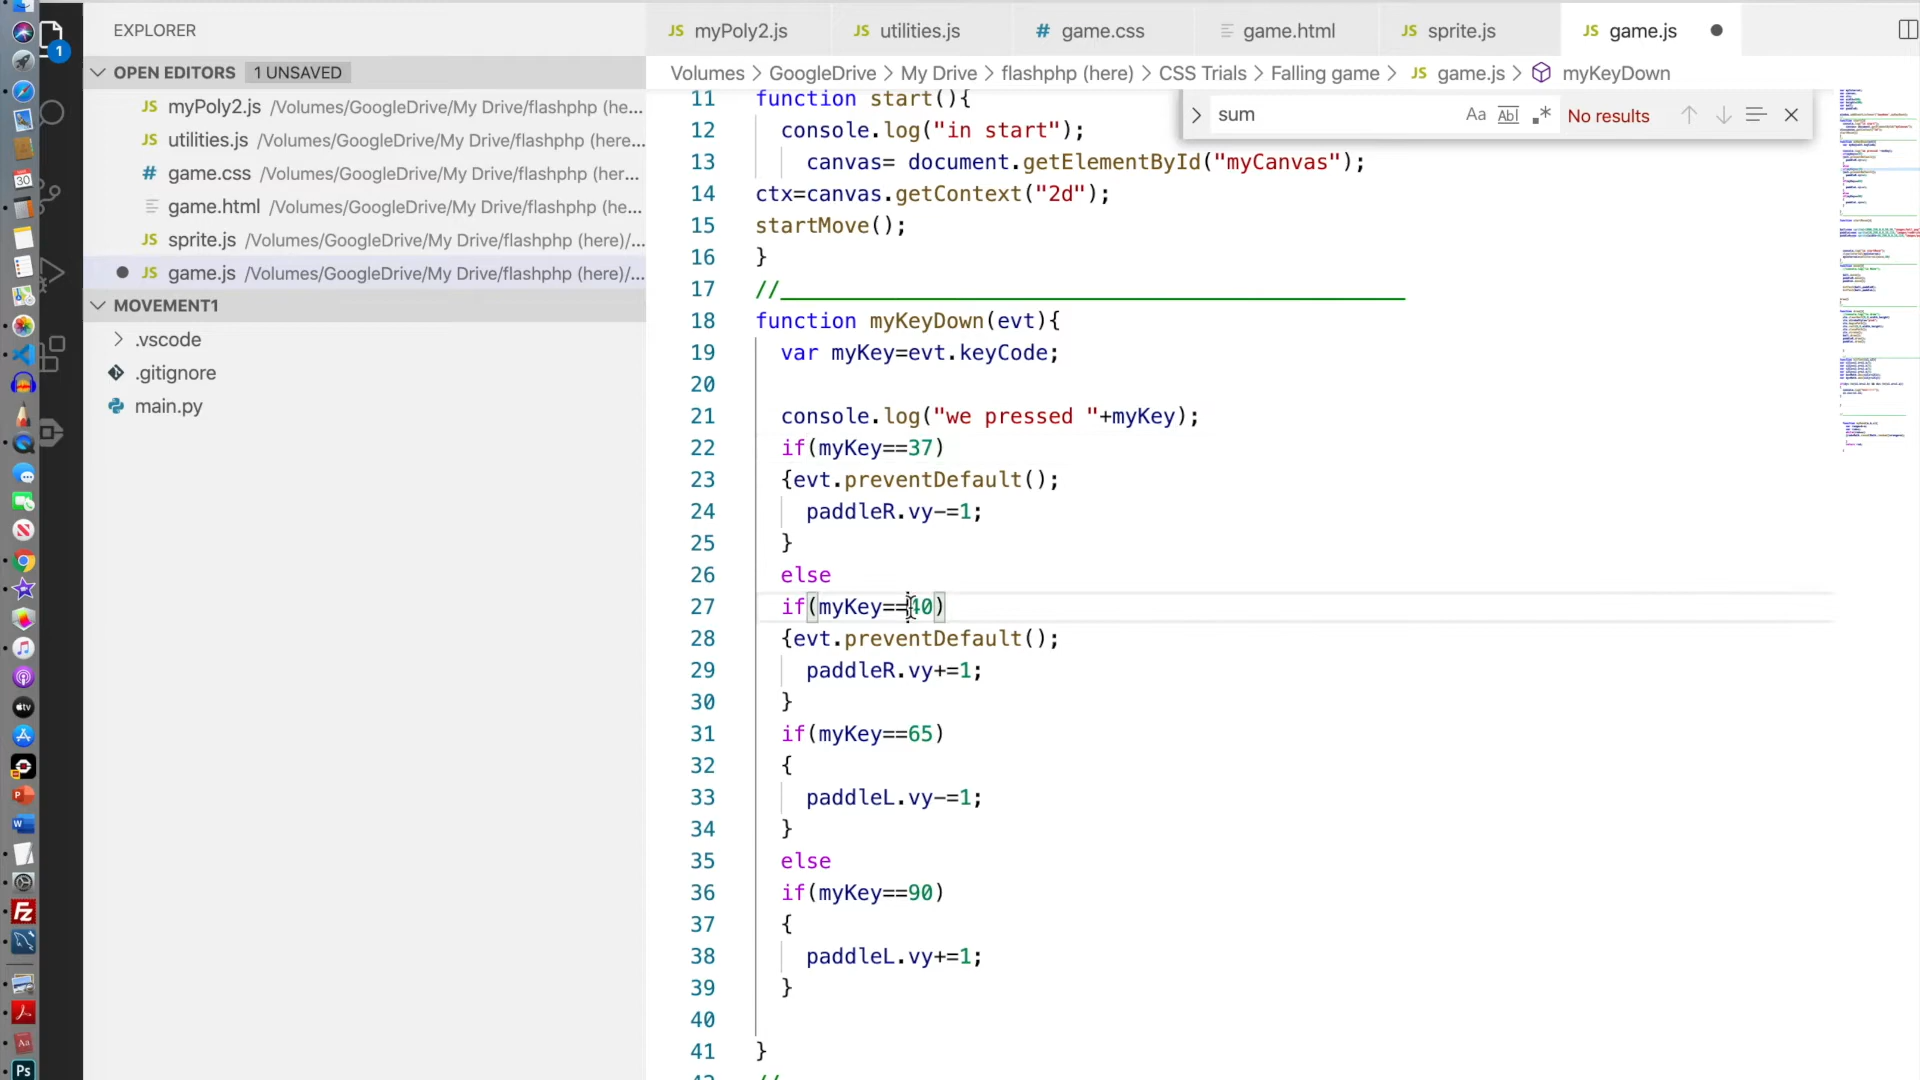 EXPLORER
OPEN EDITORS 1 UNSAVED
JS myPoly2.js /Volumes/GoogleDrive/My Drive/flashphp (he...
JS utilities.js /Volumes/GoogleDrive/My Drive/flashphp (here...
# game.css /Volumes/GoogleDrive/My Drive/flashphp (her...
game.html /Volumes/GoogleDrive/My Drive/flashphp (he...
JS sprite.js /Volumes/GoogleDrive/My Drive/flashphp (here)/...
JS game.js /Volumes/GoogleDrive/My Drive/flashphp (here)/...
MOVEMENT1
.vscode
.gitignore
main.py
1
30
tv
P
W
Fz
Aa
Ps
JS myPoly2.js JS utilities.js # game.css game.html JS sprite.js JS game.js
Volumes > GoogleDrive > My Drive > flashphp (here) > CSS Trials > Falling game > JS game.js > myKeyDown
sum Aa Abl .* No results
11 function start(){
12 console.log("in start");
13 canvas= document.getElementById("myCanvas");
14 ctx=canvas.getContext("2d");
15 startMove();
16 }
17 //_________________________________________________
18 function myKeyDown(evt){
19 var myKey=evt.keyCode;
20
21 console.log("we pressed "+myKey);
22 if(myKey==37)
23 {evt.preventDefault();
24 paddleR.vy-=1;
25 }
26 else
27 if(myKey==40)
28 {evt.preventDefault();
29 paddleR.vy+=1;
30 }
31 if(myKey==65)
32 {
33 paddleL.vy-=1;
34 }
35 else
36 if(myKey==90)
37 {
38 paddleL.vy+=1;
39 }
40
41 }